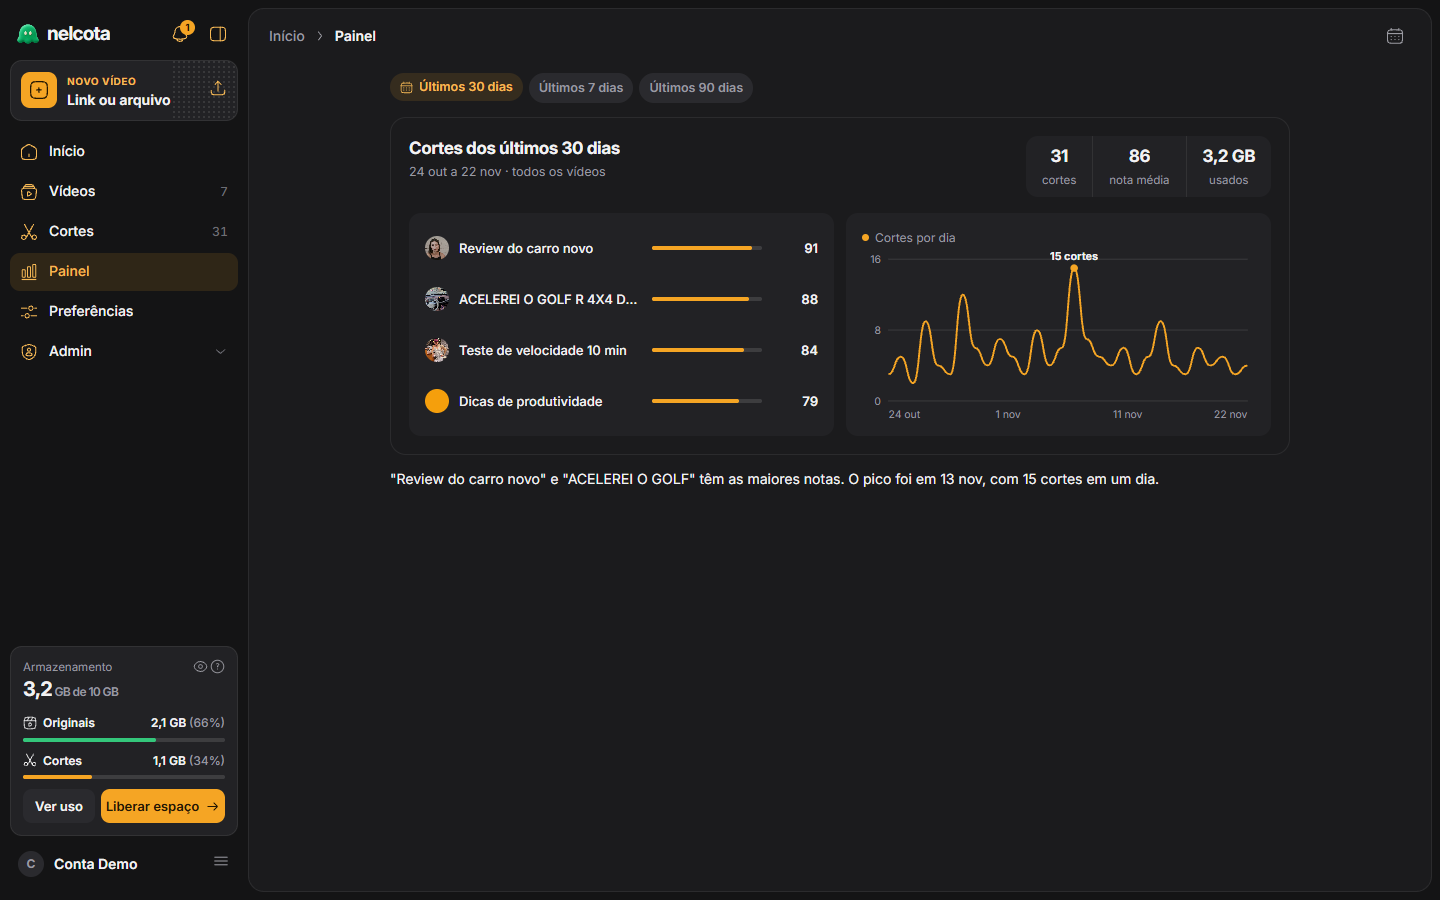 nelcota
1
NOVO VÍDEO
Link ou arquivo
Início
Vídeos 7
Cortes 31
Painel
Preferências
Admin
Armazenamento
3,2 GB de 10 GB
Originais 2,1 GB (66%)
Cortes 1,1 GB (34%)
Ver uso
Liberar espaço
C Conta Demo
Início > Painel
Últimos 30 dias
Últimos 7 dias
Últimos 90 dias
Cortes dos últimos 30 dias
24 out a 22 nov · todos os vídeos
31 cortes
86 nota média
3,2 GB usados
Review do carro novo 91
ACELEREI O GOLF R 4X4 D... 88
Teste de velocidade 10 min 84
Dicas de produtividade 79
Cortes por dia
15 cortes
16
8
0
24 out 1 nov 11 nov 22 nov
"Review do carro novo" e "ACELEREI O GOLF" têm as maiores notas. O pico foi em 13 nov, com 15 cortes em um dia.